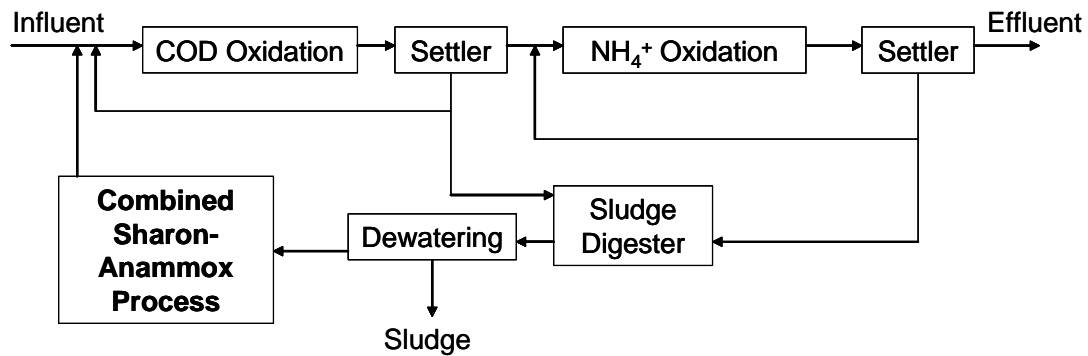 Influent
Effluent
COD Oxidation
Settler
NH₄⁺ Oxidation
Settler
Combined
Sharon-
Anammox
Process
Dewatering
Sludge
Digester
Sludge